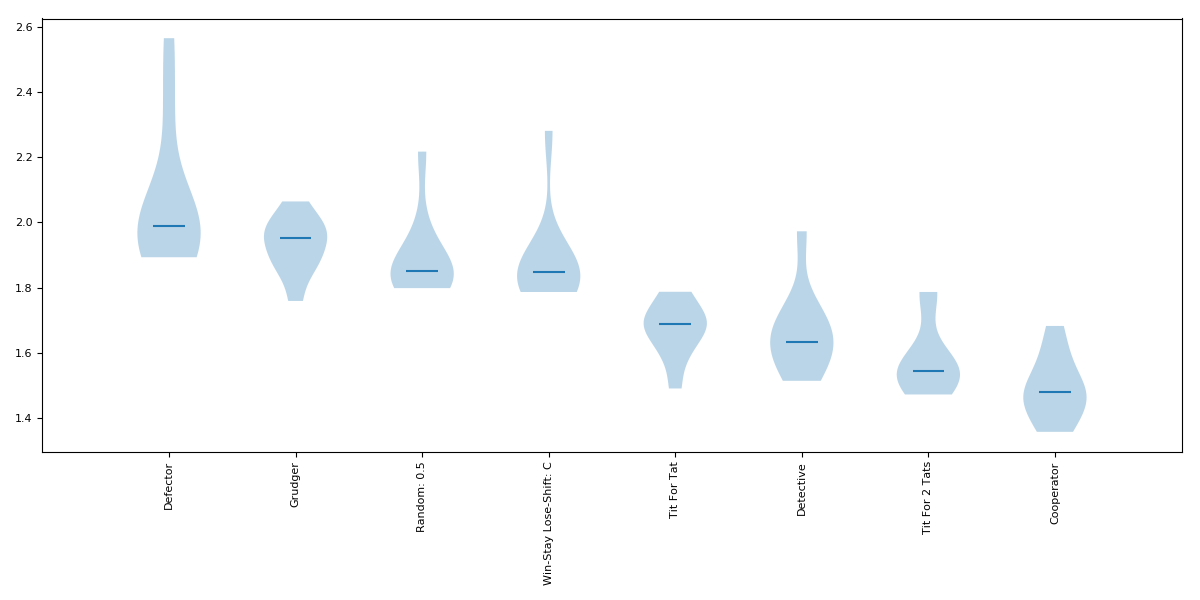 2.6
2.4
2.2
2.0
1.8
1.6
1.4
Defector
Grudger
Random: 0.5
Win-Stay Lose-Shift: C
Tit For Tat
Detective
Tit For 2 Tats
Cooperator